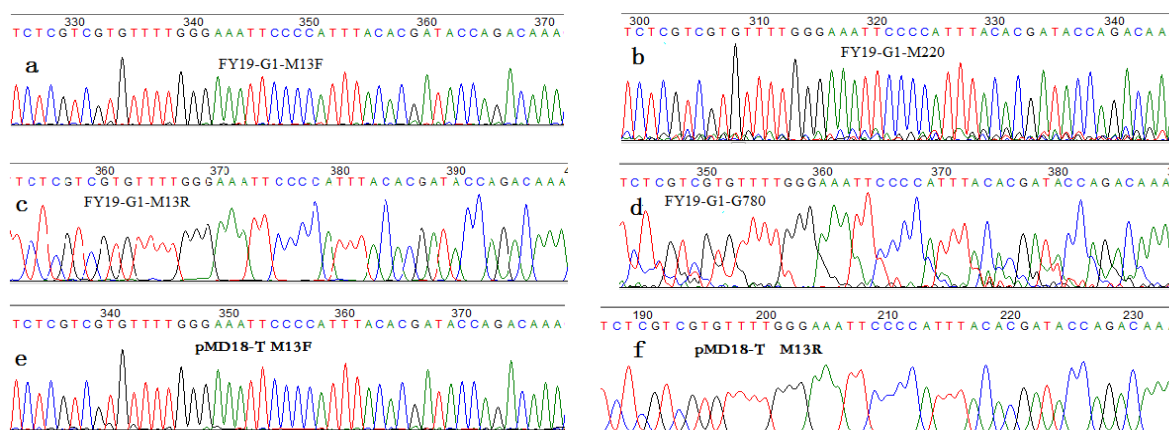 330 340 350 360 370
TCTCGTCGTGTTTTGGGAAATTCCCCATTTACACGATACCAGACAAA
a FY19-G1-M13F
300 310 320 330 340
TCTCGTCGTGTTTTGGGAAATTCCCCATTTACACGATACCAGACAA
b FY19-G1-M220
360 370 380 390 4
TCTCGTCGTGTTTTGGGAAATTCCCCATTTACACGATACCAGACAAA
c FY19-G1-M13R
350 360 370 380
TCTCGTCGTGTTTTGGGAAATTCCCCATTTACACGATACCAGACAAA
d FY19-G1-G780
340 350 360 370
TCTCGTCGTGTTTTGGGAAATTCCCCATTTACACGATACCAGACAAA
e pMD18-T M13F
190 200 210 220 230
TCTCGTCGTGTTTTGGGAAATTCCCCATTTACACGATACCAGACAA
f pMD18-T M13R